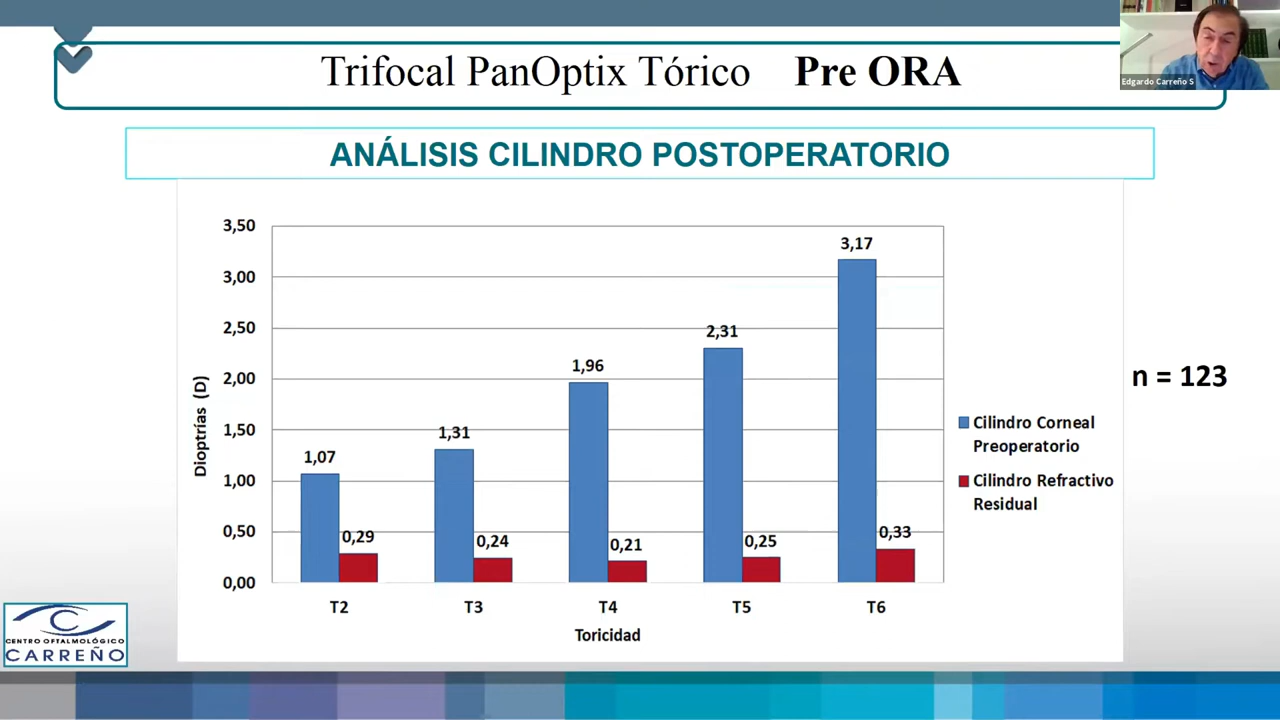 Trifocal PanOptix Tórico Pre ORA
Edgardo Carreño S
ANÁLISIS CILINDRO POSTOPERATORIO
3,50
3,00
2,50
2,00
1,50
1,00
0,50
0,00
Dioptrías (D)
1,07
0,29
1,31
0,24
1,96
0,21
2,31
0,25
3,17
0,33
T2 T3 T4 T5 T6
Toricidad
Cilindro Corneal
Preoperatorio
Cilindro Refractivo
Residual
n = 123
CENTRO OFTALMOLÓGICO
CARREÑO